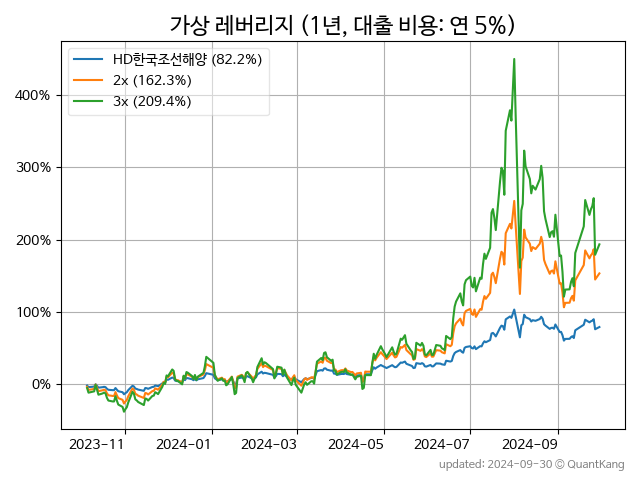 가상 레버리지 (1년, 대출 비용: 연 5%)
HD한국조선해양 (82.2%)
2x (162.3%)
3x (209.4%)
400%
300%
200%
100%
0%
2023-11 2024-01 2024-03 2024-05 2024-07 2024-09
updated: 2024-09-30 © QuantKang